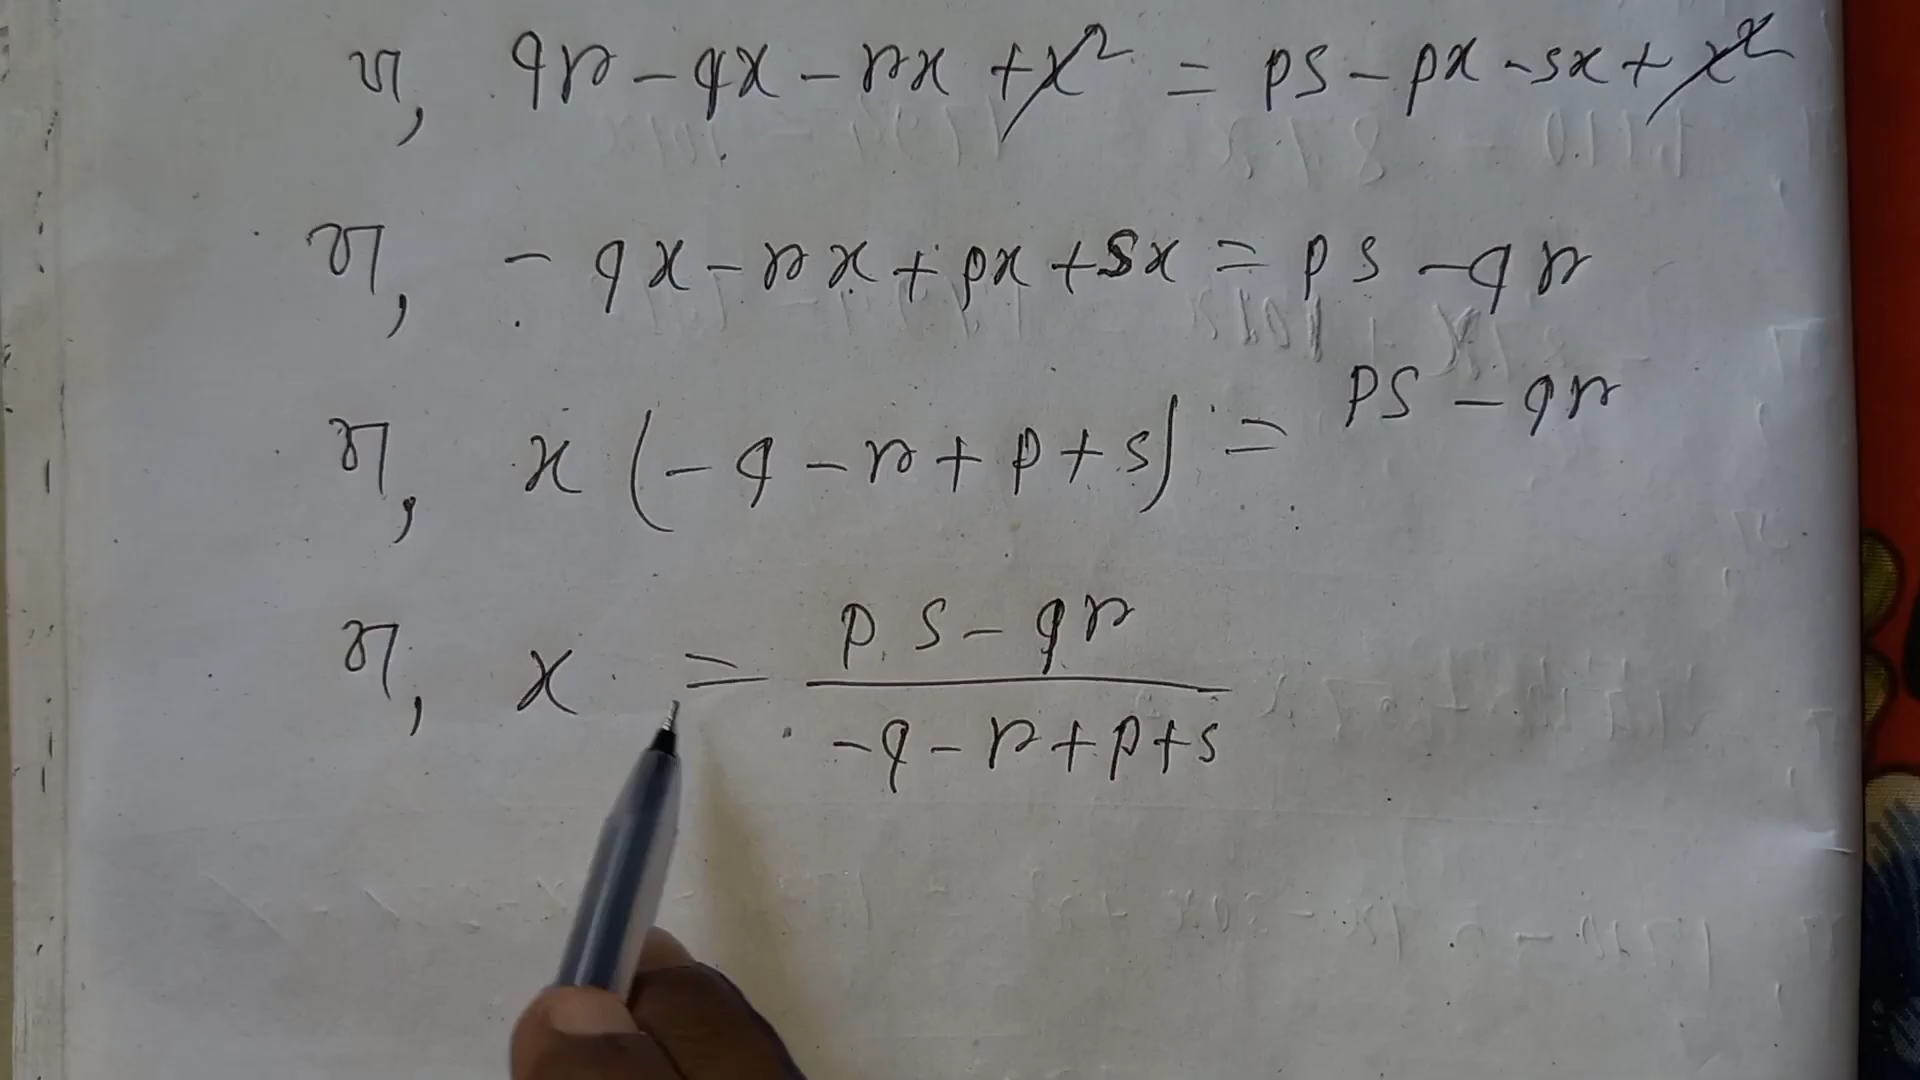 বা, qr - qx - rx + x² = ps - px - sx + x²
বা, - qx - rx + px + sx = ps - qr
বা, x (- q - r + p + s) = ps - qr
বা, x = ps - qr / -q - r + p + s